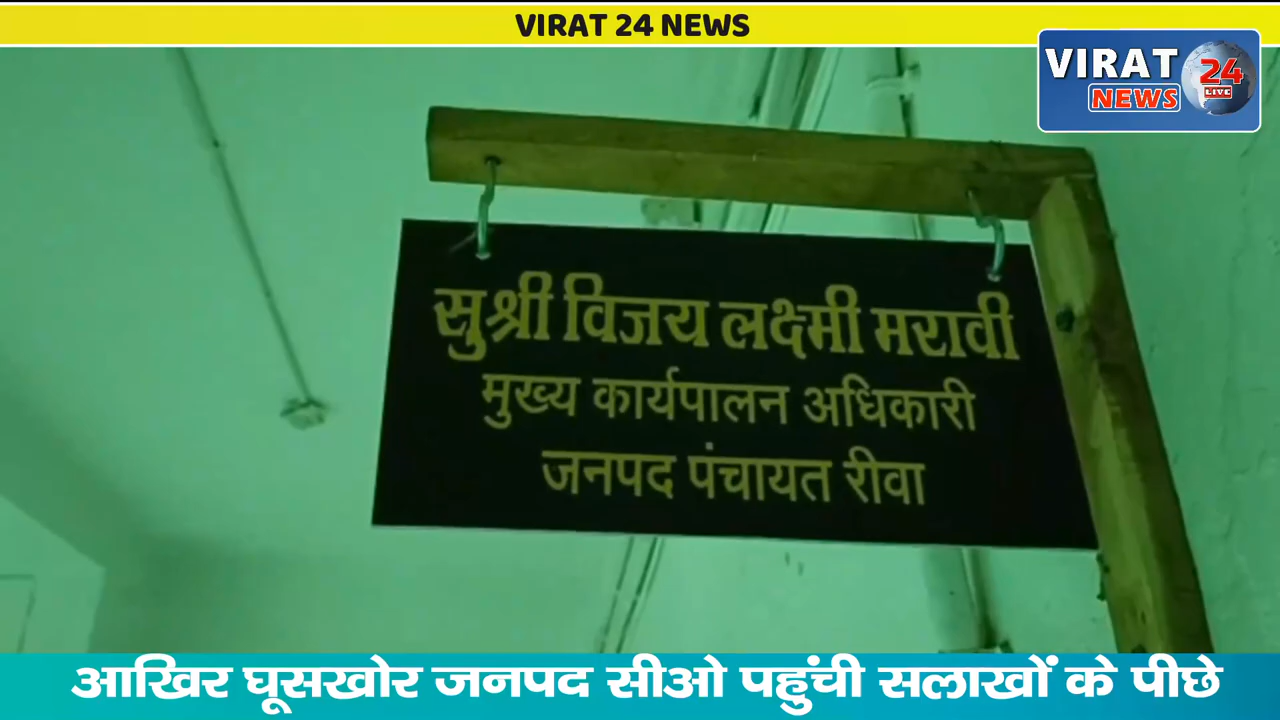 VIRAT 24 NEWS
VIRAT 24
LIVE
NEWS
सुश्री विजय लक्ष्मी मरावी
मुख्य कार्यपालन अधिकारी
जनपद पंचायत रीवा
आखिर घूसखोर जनपद सीओ पहुंची सलाखों के पीछे